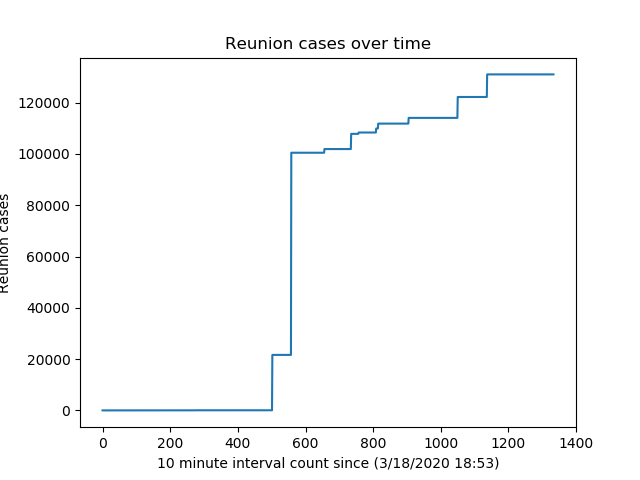 Reunion cases over time
120000
100000
80000
60000
40000
20000
0
Reunion cases
0 200 400 600 800 1000 1200 1400
10 minute interval count since (3/18/2020 18:53)